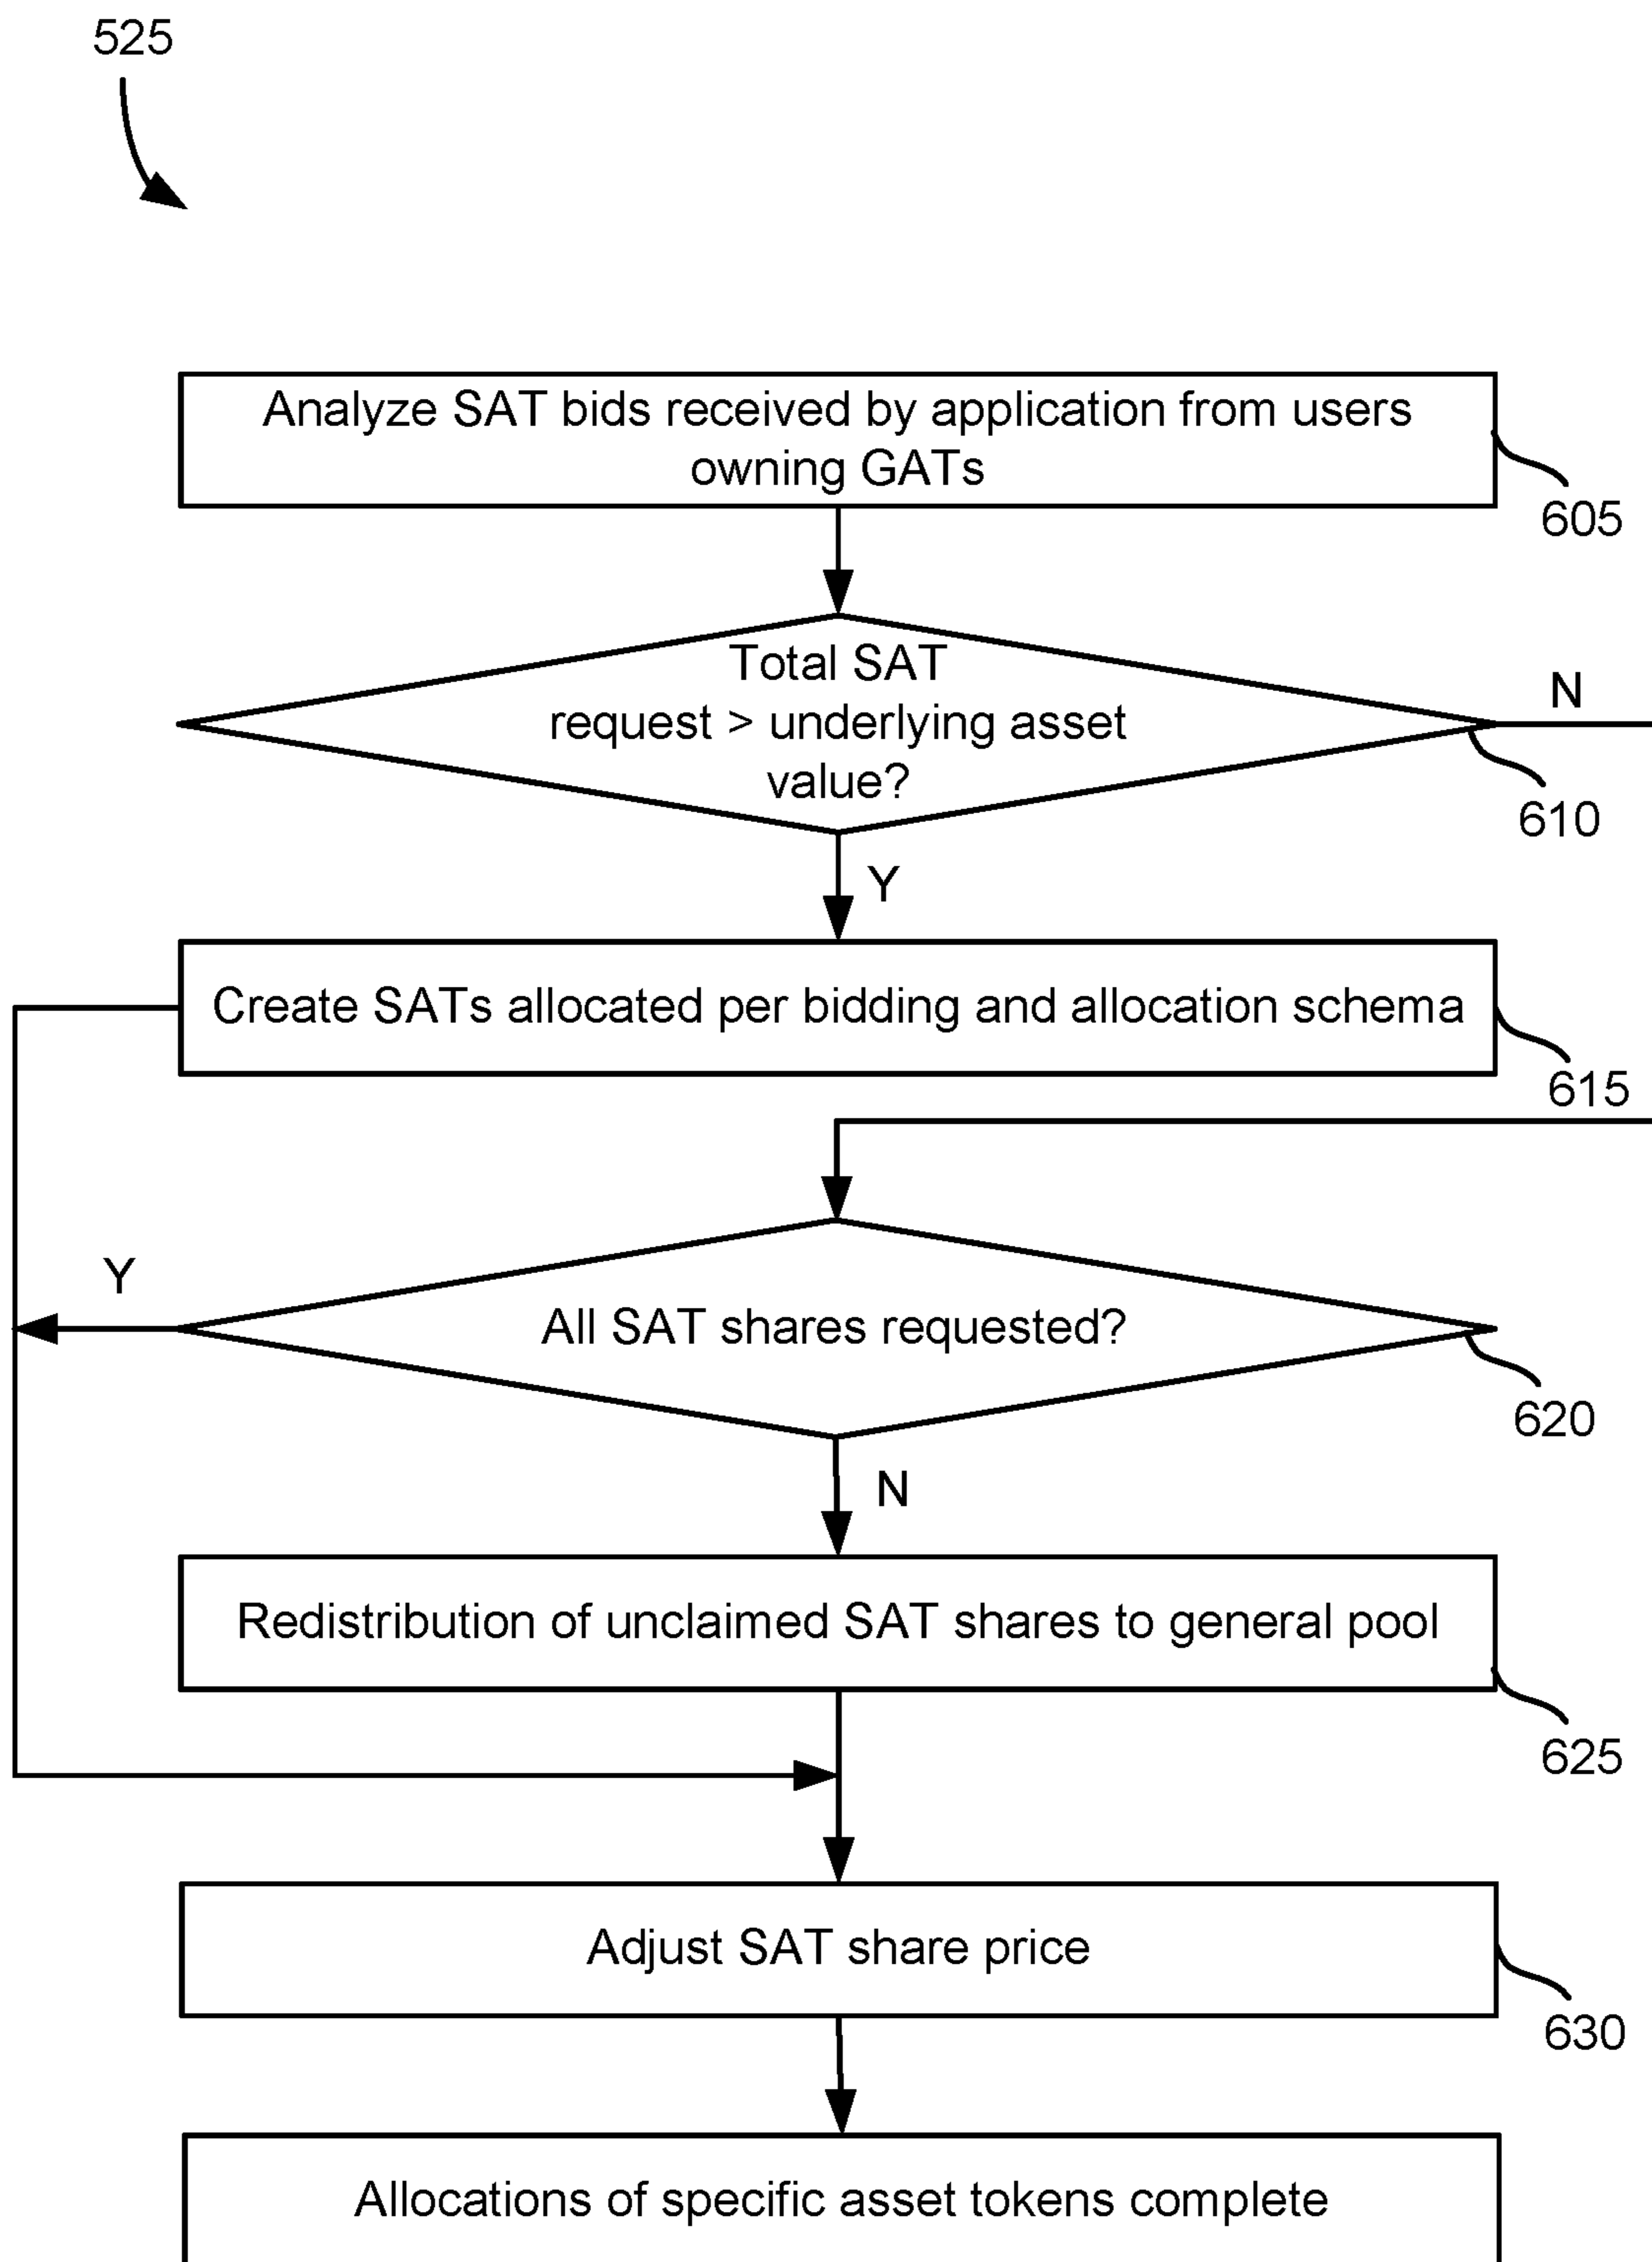 525
Analyze SAT bids received by application from users
owning GATs
605
Total SAT
request > underlying asset
value?
N
610
Y
Create SATs allocated per bidding and allocation schema
615
Y
All SAT shares requested?
620
N
Redistribution of unclaimed SAT shares to general pool
625
Adjust SAT share price
630
Allocations of specific asset tokens complete